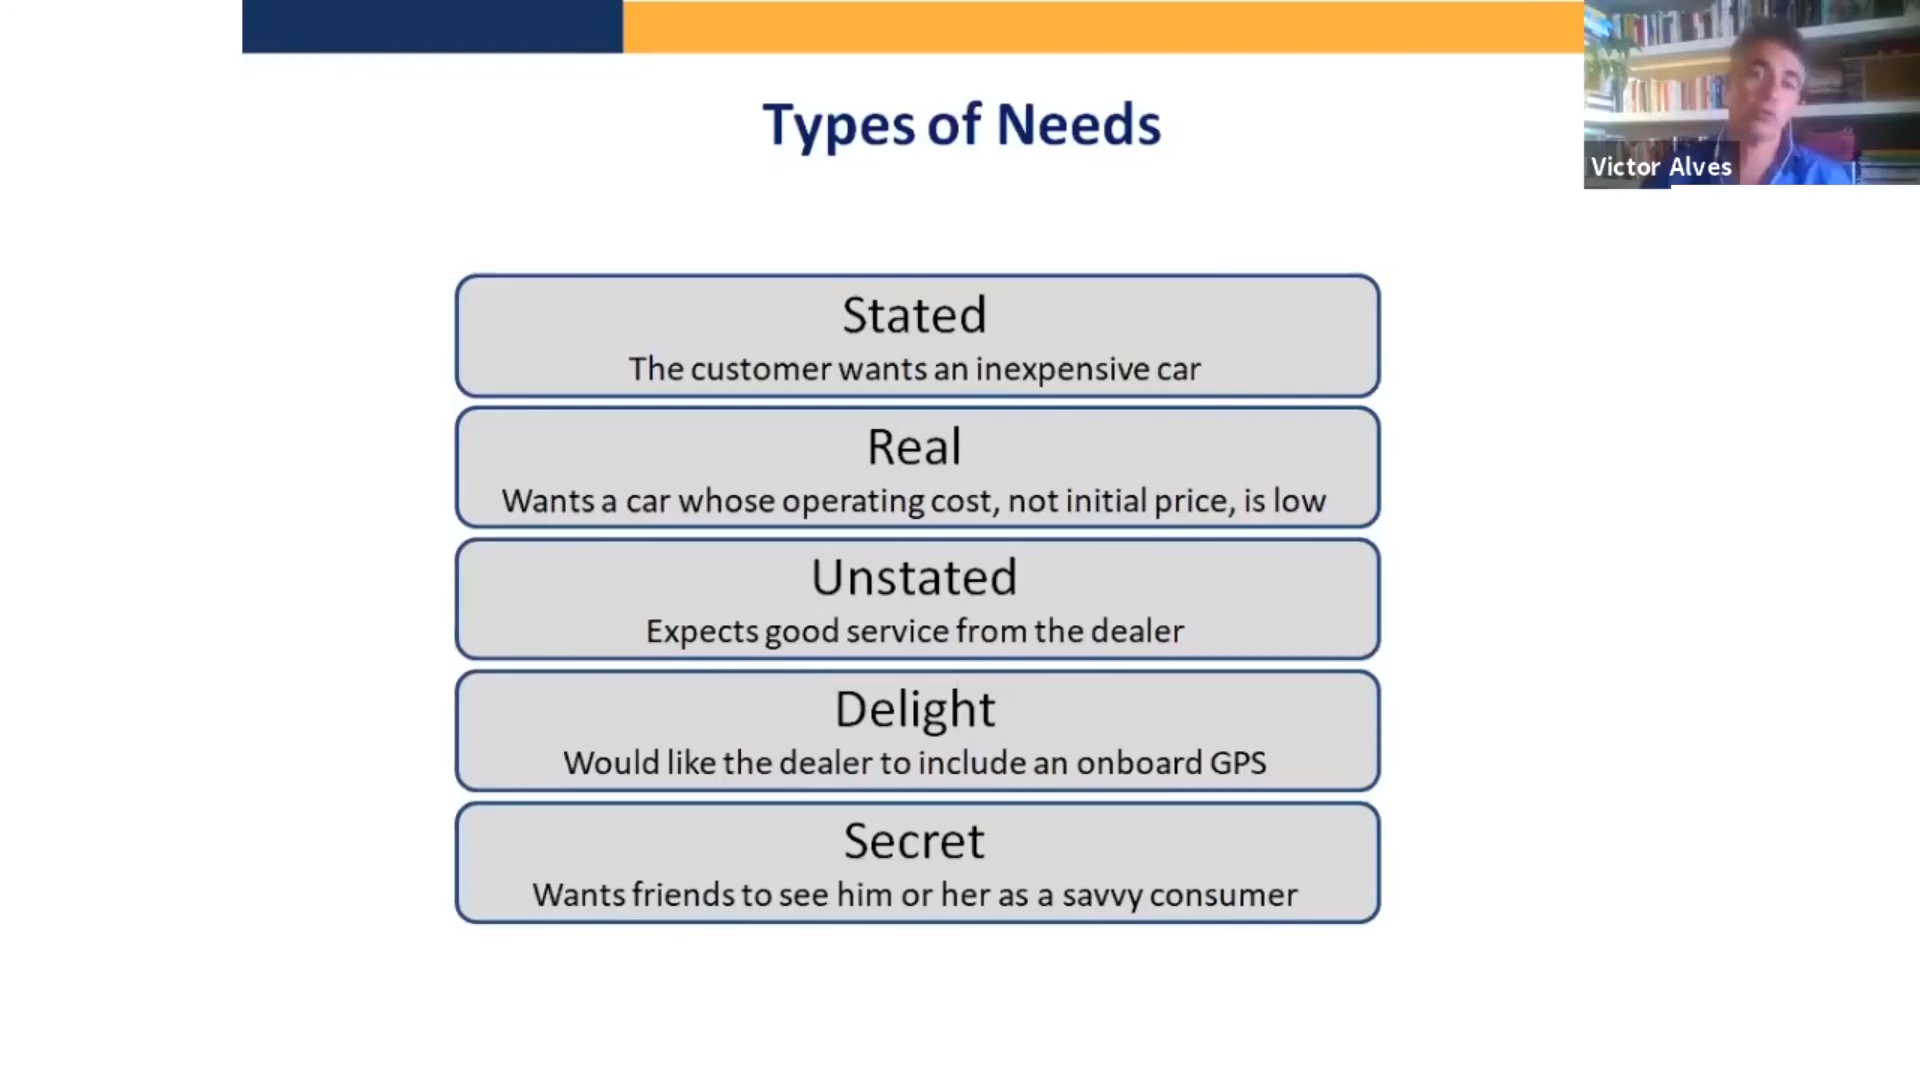 Types of Needs
Victor Alves
Stated
The customer wants an inexpensive car
Real
Wants a car whose operating cost, not initial price, is low
Unstated
Expects good service from the dealer
Delight
Would like the dealer to include an onboard GPS
Secret
Wants friends to see him or her as a savvy consumer